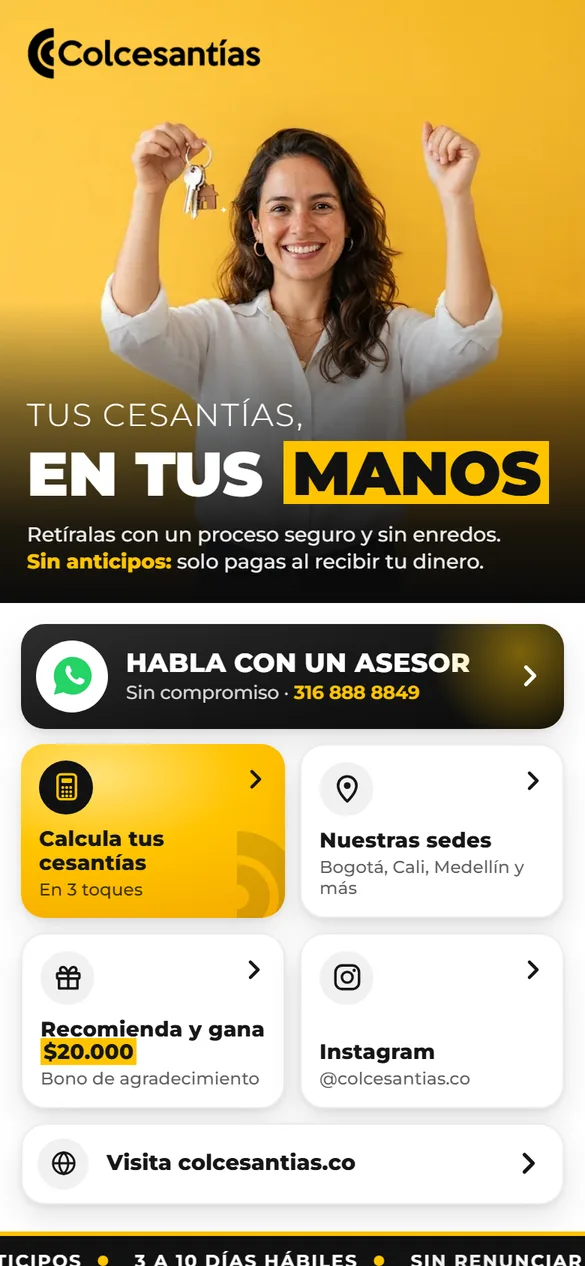 Colcesantías
TUS CESANTÍAS,
EN TUS MANOS
Retíralas con un proceso seguro y sin enredos.
Sin anticipos: solo pagas al recibir tu dinero.
HABLA CON UN ASESOR
Sin compromiso · 316 888 8849
Calcula tus
cesantías
En 3 toques
Nuestras sedes
Bogotá, Cali, Medellín y
más
Recomienda y gana
$20.000
Bono de agradecimiento
Instagram
@colcesantias.co
Visita colcesantias.co
TICIPOS ● 3 A 10 DÍAS HÁBILES ● SIN RENUNCIAR